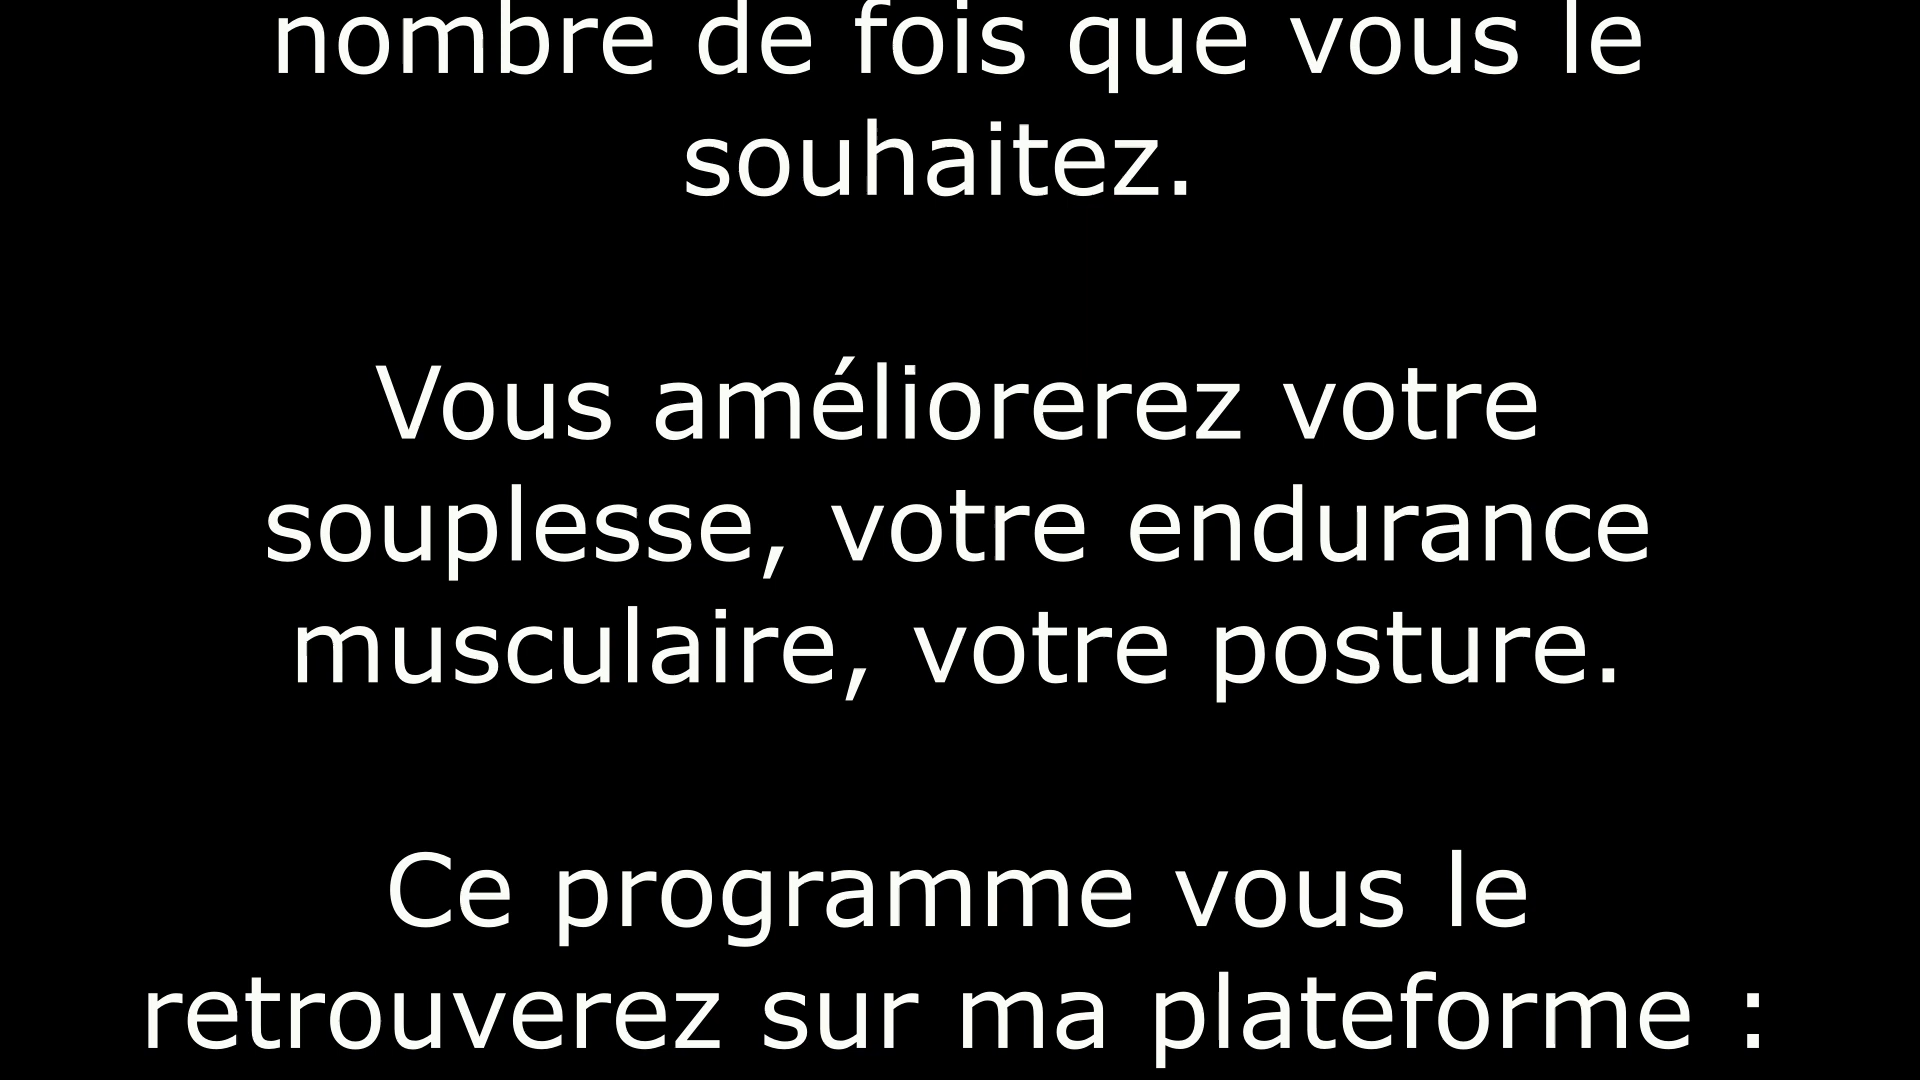 nombre de fois que vous le
souhaitez.
Vous améliorerez votre
souplesse, votre endurance
musculaire, votre posture.
Ce programme vous le
retrouverez sur ma plateforme :